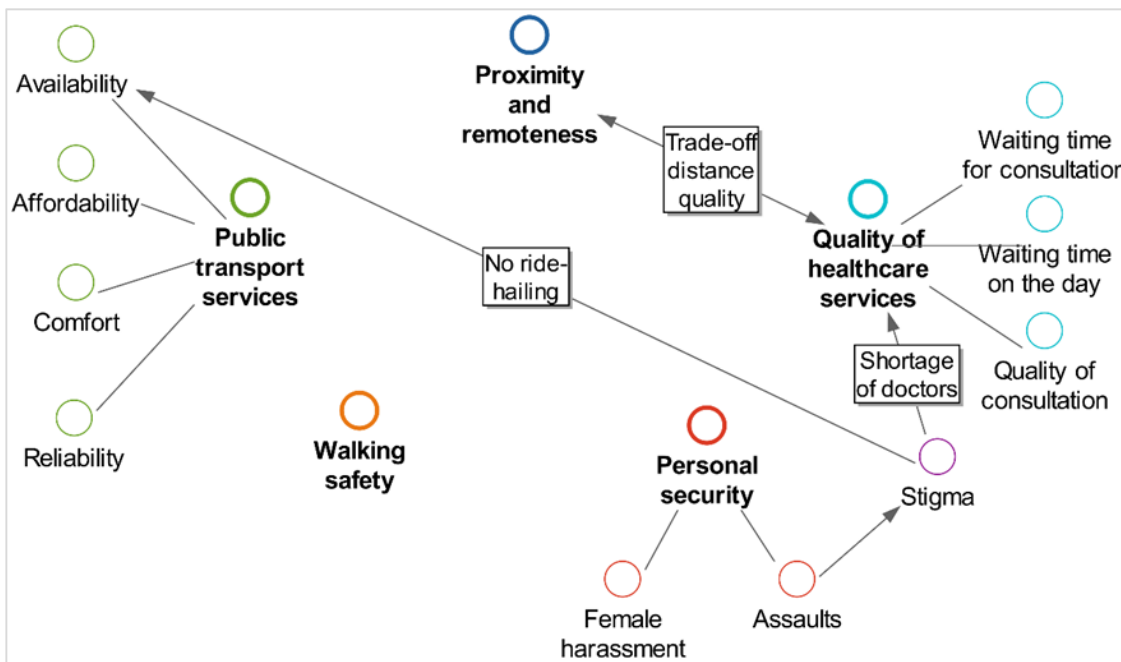 Availability
Affordability
Comfort
Reliability
Public
transport
services
Walking
safety
Proximity
and
remoteness
Trade-off
distance
quality
No ride-
hailing
Quality of
healthcare
services
Waiting time
for consultation
Waiting time
on the day
Quality of
consultation
Shortage
of doctors
Stigma
Personal
security
Female
harassment
Assaults